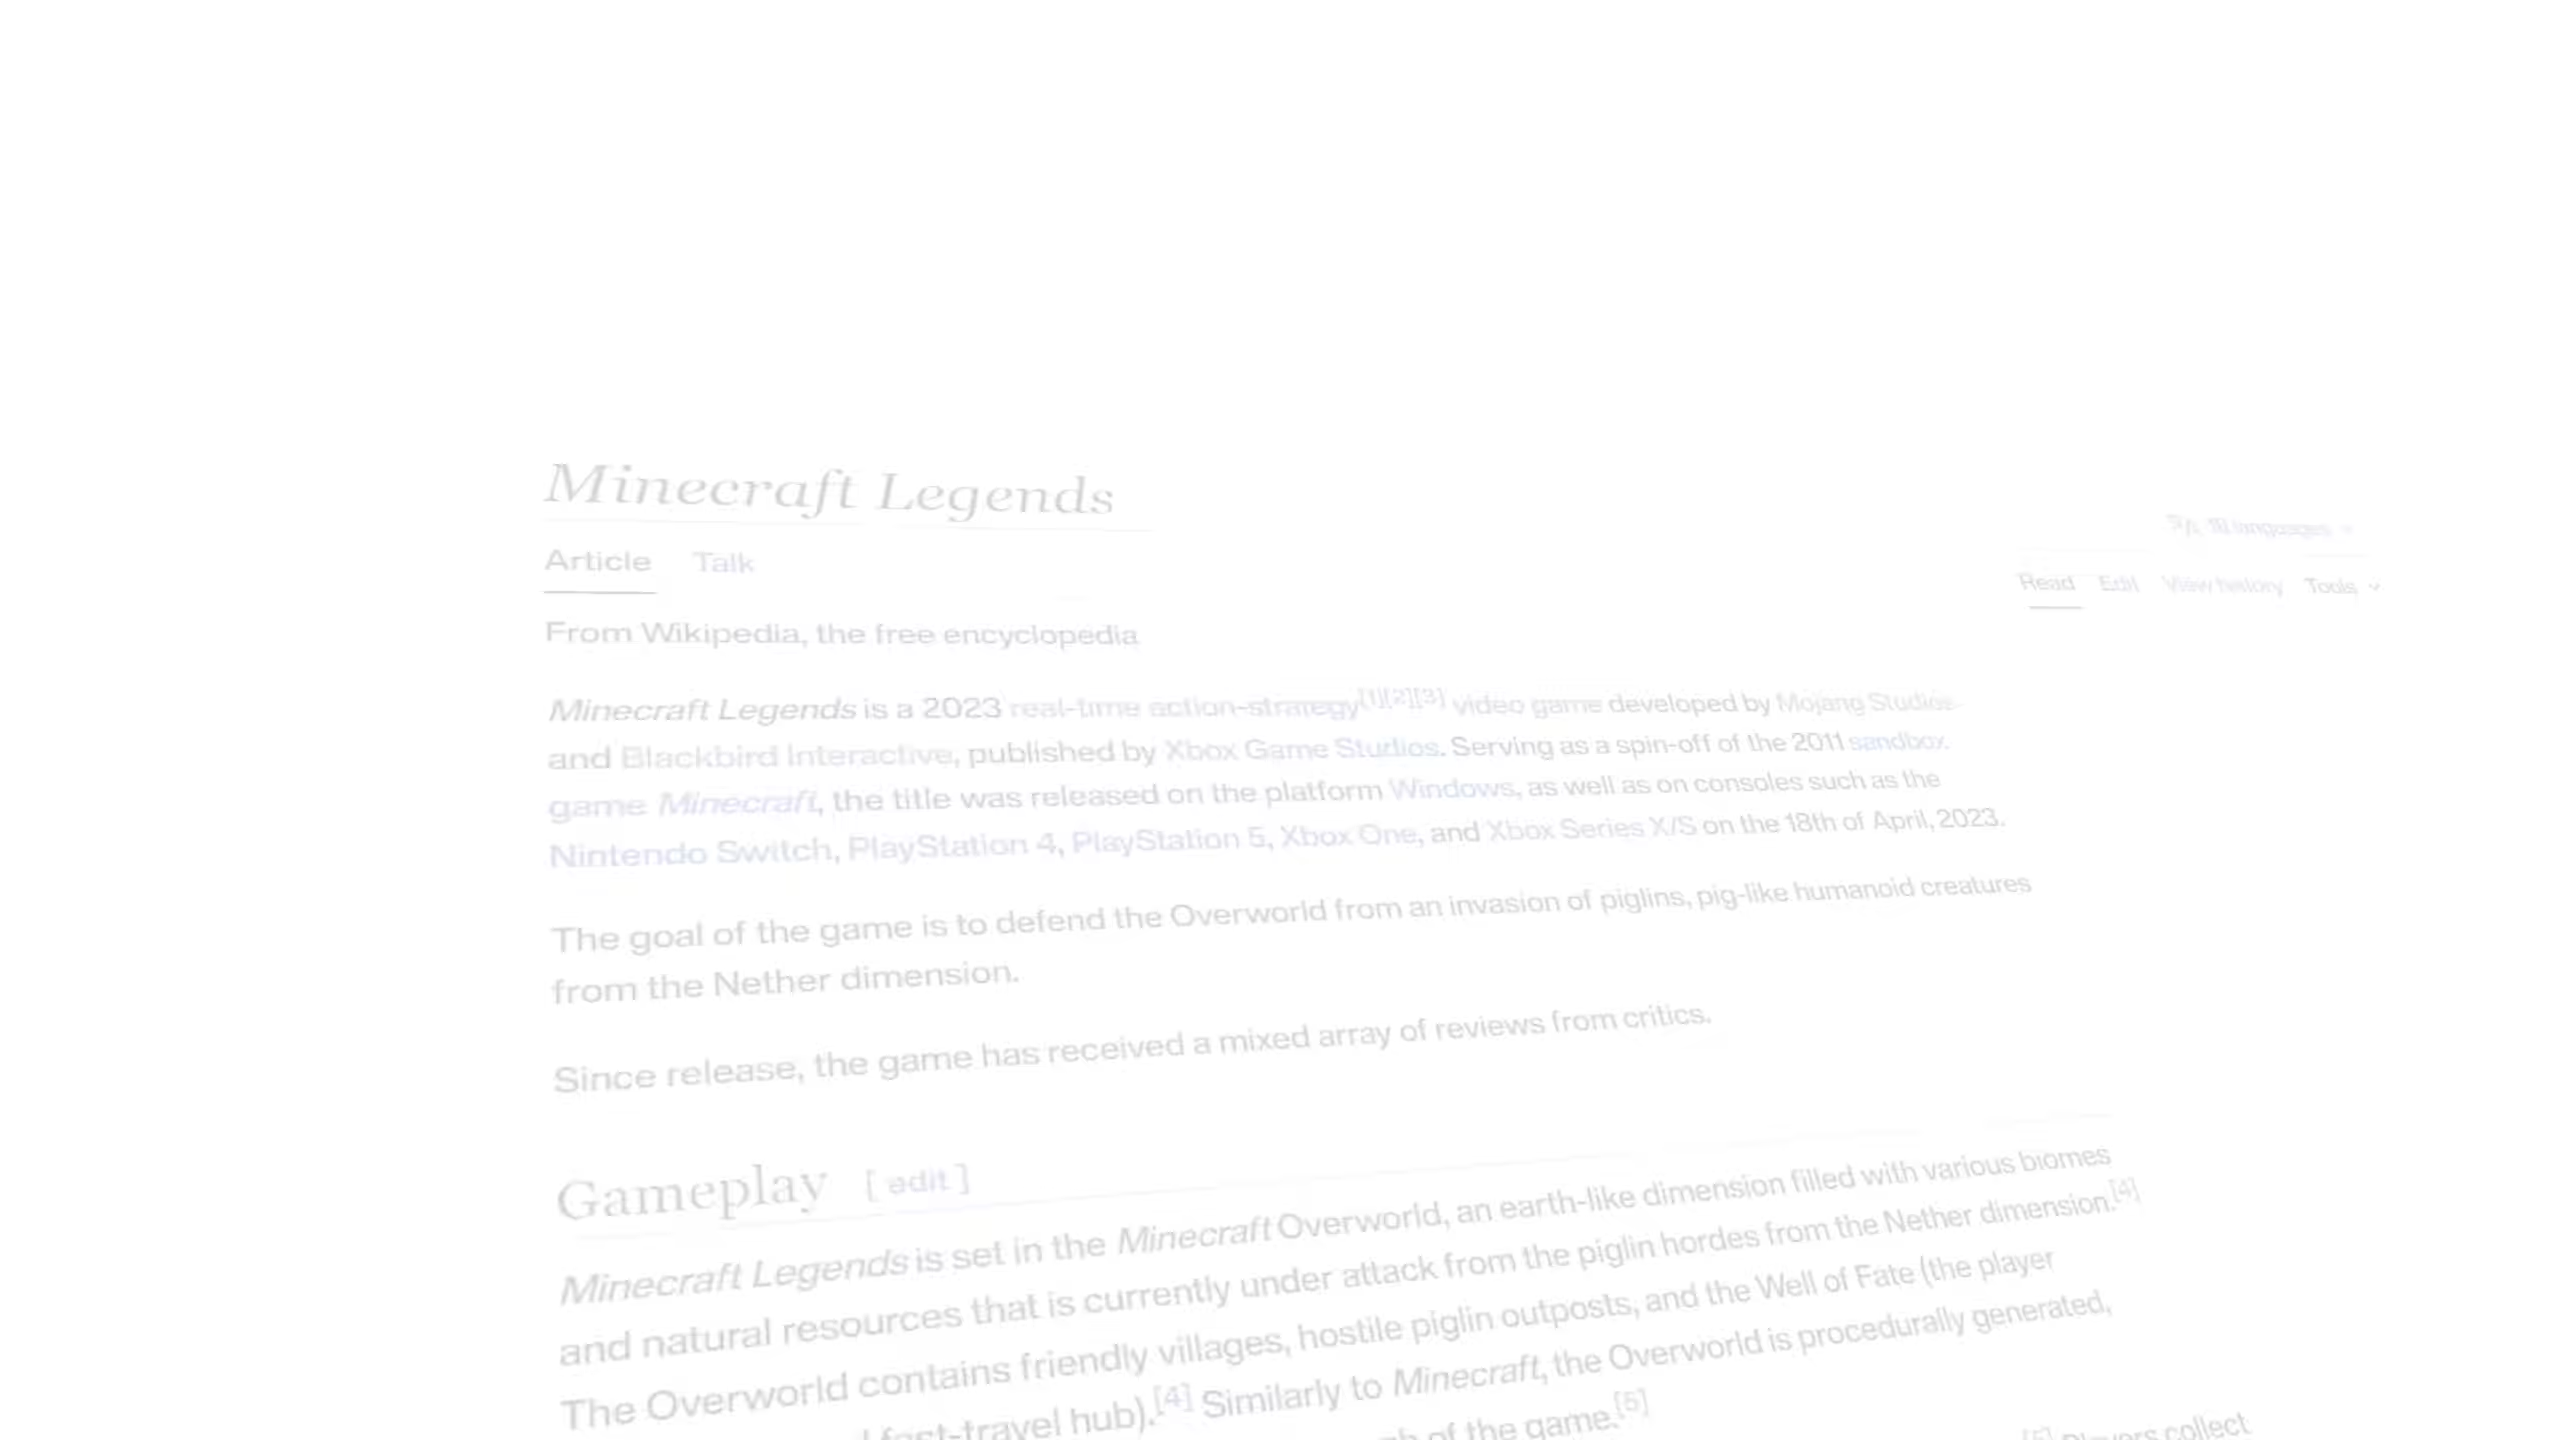 Minecraft Legends
10 languages
Article Talk
Read Edit View history Tools
From Wikipedia, the free encyclopedia
Minecraft Legends is a 2023 real-time action-strategy[1][2][3] video game developed by Mojang Studios
and Blackbird Interactive, published by Xbox Game Studios. Serving as a spin-off of the 2011 sandbox
game Minecraft, the title was released on the platform Windows, as well as on consoles such as the
Nintendo Switch, PlayStation 4, PlayStation 5, Xbox One, and Xbox Series X/S on the 18th of April, 2023.
The goal of the game is to defend the Overworld from an invasion of piglins, pig-like humanoid creatures
from the Nether dimension.
Since release, the game has received a mixed array of reviews from critics.
Gameplay [ edit ]
Minecraft Legends is set in the Minecraft Overworld, an earth-like dimension filled with various biomes
and natural resources that is currently under attack from the piglin hordes from the Nether dimension.[4]
The Overworld contains friendly villages, hostile piglin outposts, and the Well of Fate (the player
fast-travel hub).[4] Similarly to Minecraft, the Overworld is procedurally generated,
of the game.[5]
[5] Players collect